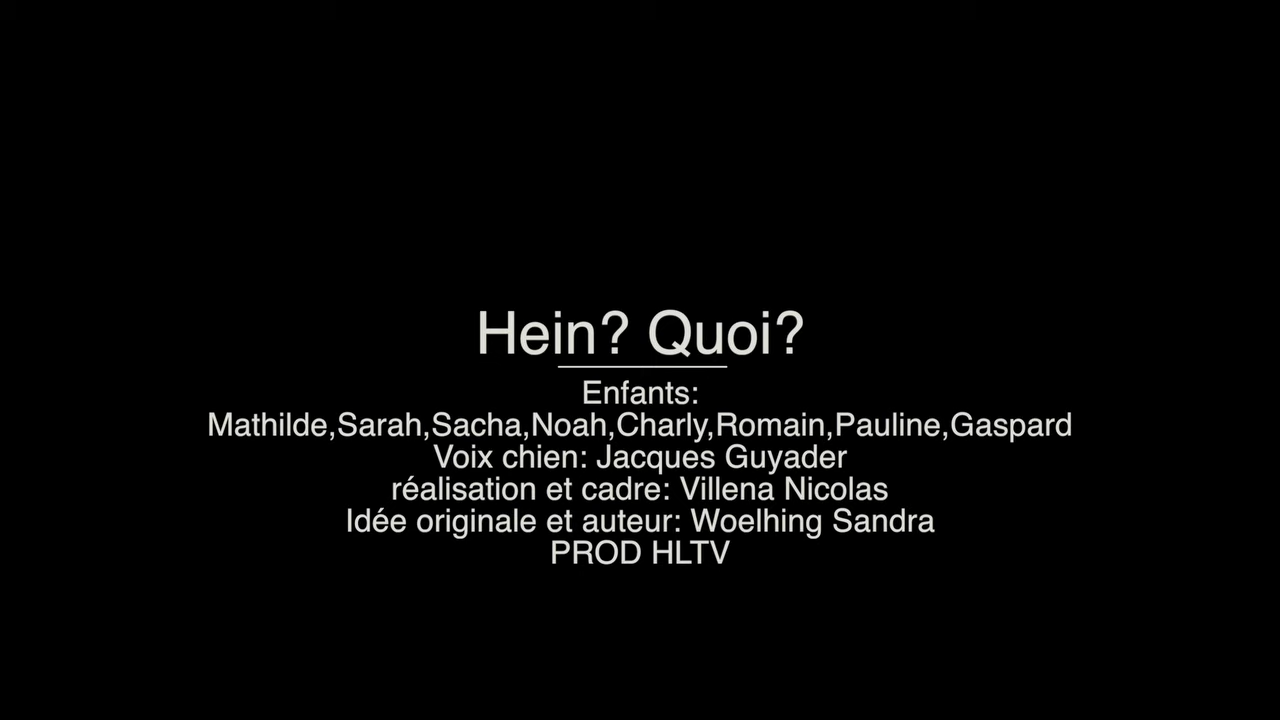 Hein? Quoi?
Enfants:
Mathilde,Sarah,Sacha,Noah,Charly,Romain,Pauline,Gaspard
Voix chien: Jacques Guyader
réalisation et cadre: Villena Nicolas
Idée originale et auteur: Woelhing Sandra
PROD HLTV